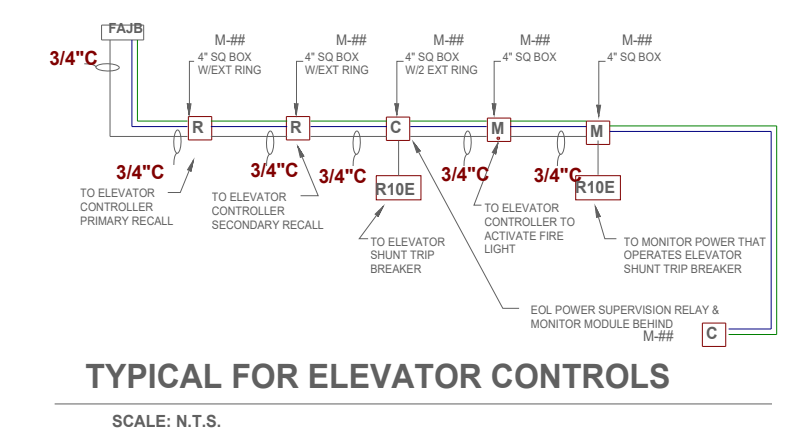 FAJB
3/4"C
M-##
4" SQ BOX
W/EXT RING
M-##
4" SQ BOX
W/EXT RING
M-##
4" SQ BOX
W/2 EXT RING
M-##
4" SQ BOX
M-##
4" SQ BOX
R
R
C
M
M
3/4"C
3/4"C
3/4"C
3/4"C
3/4"C
R10E
R10E
TO ELEVATOR
CONTROLLER
PRIMARY RECALL
TO ELEVATOR
CONTROLLER
SECONDARY RECALL
TO ELEVATOR
SHUNT TRIP
BREAKER
TO ELEVATOR
CONTROLLER TO
ACTIVATE FIRE
LIGHT
TO MONITOR POWER THAT
OPERATES ELEVATOR
SHUNT TRIP BREAKER
EOL POWER SUPERVISION RELAY &
MONITOR MODULE BEHIND
M-##
C
TYPICAL FOR ELEVATOR CONTROLS
SCALE: N.T.S.